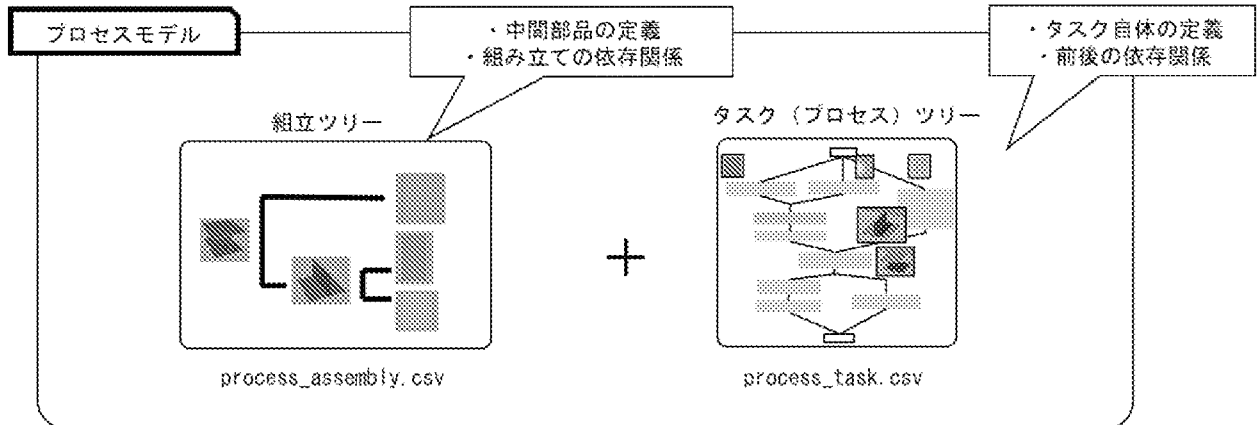 プロセスモデル
・中間部品の定義
・組み立ての依存関係
・タスク自体の定義
・前後の依存関係
組立ツリー
タスク（プロセス）ツリー
process_assembly.csv
process_task.csv